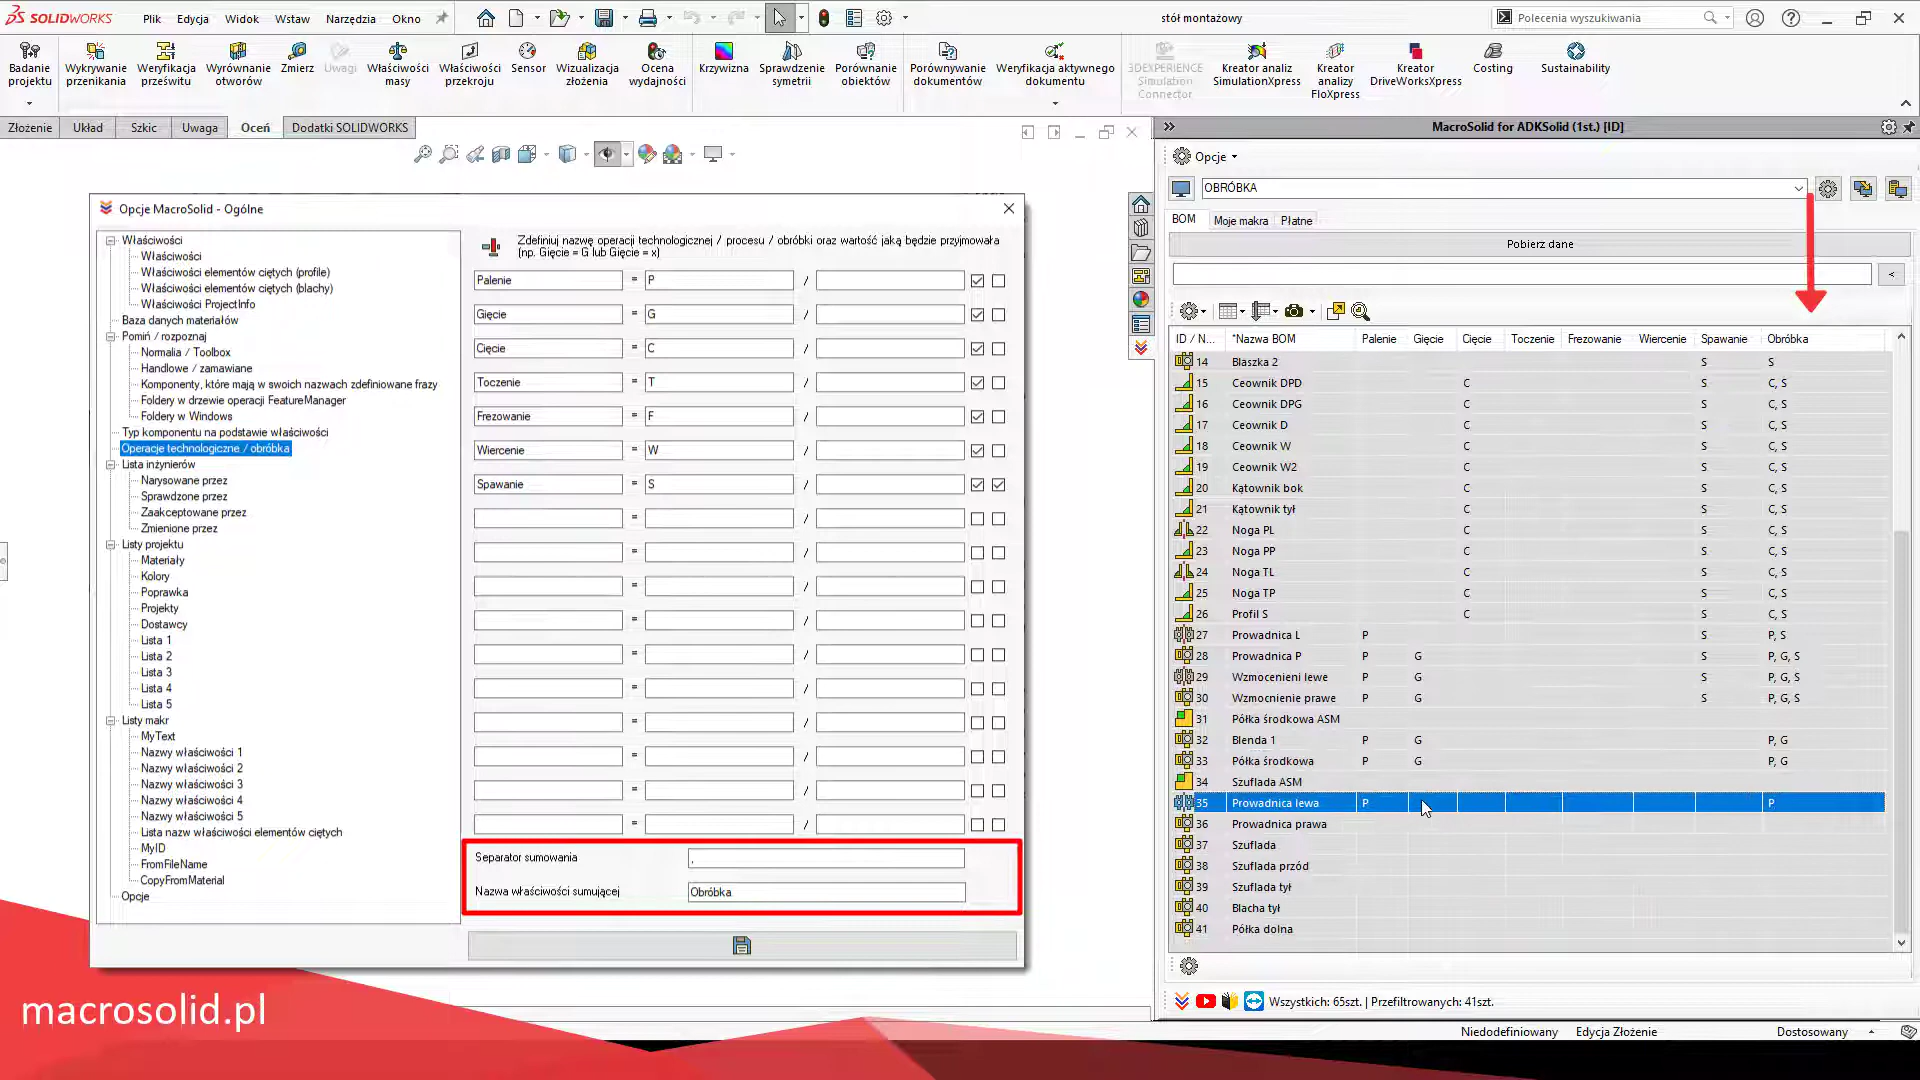 SOLIDWORKS Plik Edycja Widok Wstaw Narzędzia Okno
stół montażowy
Polecenia wyszukiwania
Badanie projektu
Wykrywanie przenikania
Weryfikacja prześwitu
Wyrównanie otworów
Zmierz
Uwagi
Właściwości masy
Właściwości przekroju
Sensor
Wizualizacja złożenia
Ocena wydajności
Krzywizna
Sprawdzenie symetrii
Porównanie obiektów
Porównywanie dokumentów
Weryfikacja aktywnego dokumentu
3DEXPERIENCE Simulation Connector
Kreator analiz SimulationXpress
Kreator analizy FloXpress
Kreator DriveWorksXpress
Costing
Sustainability
Złożenie Układ Szkic Uwaga Oceń Dodatki SOLIDWORKS
Opcje MacroSolid - Ogólne
Właściwości
Właściwości
Właściwości elementów ciętych (profile)
Właściwości elementów ciętych (blachy)
Właściwości ProjectInfo
Baza danych materiałów
Pomiń / rozpoznaj
Normalia / Toolbox
Handlowe / zamawiane
Komponenty, które mają w swoich nazwach zdefiniowane frazy
Foldery w drzewie operacji FeatureManager
Foldery w Windows
Typ komponentu na podstawie właściwości
Operacje technologiczne / obróbka
Lista inżynierów
Narysowane przez
Sprawdzone przez
Zaakceptowane przez
Zmienione przez
Listy projektu
Materiały
Kolory
Poprawka
Projekty
Dostawcy
Lista 1
Lista 2
Lista 3
Lista 4
Lista 5
Listy makr
MyText
Nazwy właściwości 1
Nazwy właściwości 2
Nazwy właściwości 3
Nazwy właściwości 4
Nazwy właściwości 5
Lista nazw właściwości elementów ciętych
MyID
FromFileName
CopyFromMaterial
Opcje
Zdefiniuj nazwę operacji technologicznej / procesu / obróbki oraz wartość jaką będzie przyjmowała
(np. Gięcie = G lub Gięcie = x)
Palenie = P /
Gięcie = G /
Cięcie = C /
Toczenie = T /
Frezowanie = F /
Wiercenie = W /
Spawanie = S /
= /
= /
= /
= /
= /
= /
= /
= /
= /
= /
Separator sumowania ,
Nazwa właściwości sumującej Obróbka
MacroSolid for ADKSolid (1st.) [ID]
Opcje
OBRÓBKA
BOM Moje makra Płatne
Pobierz dane
<
ID / N... *Nazwa BOM Palenie Gięcie Cięcie Toczenie Frezowanie Wiercenie Spawanie Obróbka
14 Blaszka 2 S S
15 Ceownik DPD C S C, S
16 Ceownik DPG C S C, S
17 Ceownik D C S C, S
18 Ceownik W C S C, S
19 Ceownik W2 C S C, S
20 Kątownik bok C S C, S
21 Kątownik tył C S C, S
22 Noga PL C S C, S
23 Noga PP C S C, S
24 Noga TL C S C, S
25 Noga TP C S C, S
26 Profil S C S C, S
27 Prowadnica L P S P, S
28 Prowadnica P P G S P, G, S
29 Wzmocenieni lewe P G S P, G, S
30 Wzmocnienie prawe P G S P, G, S
31 Półka środkowa ASM
32 Blenda 1 P G P, G
33 Półka środkowa P G P, G
34 Szuflada ASM
35 Prowadnica lewa P P
36 Prowadnica prawa
37 Szuflada
38 Szuflada przód
39 Szuflada tył
40 Blacha tył
41 Półka dolna
Wszystkich: 65szt. | Przefiltrowanych: 41szt.
Niedodefiniowany Edycja Złożenie Dostosowany
macrosolid.pl